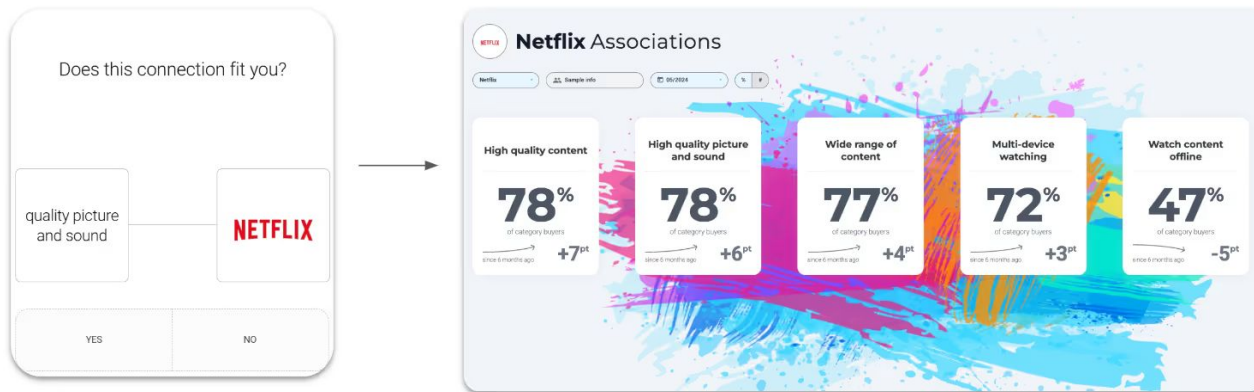 Does this connection fit you?
quality picture
and sound
NETFLIX
YES
NO
NETFLIX
Netflix Associations
Netflix
Sample info
05/2024
%
#
High quality content
78%
of category buyers
since 6 months ago
+7pt
High quality picture
and sound
78%
of category buyers
since 6 months ago
+6pt
Wide range of
content
77%
of category buyers
since 6 months ago
+4pt
Multi-device
watching
72%
of category buyers
since 6 months ago
+3pt
Watch content
offline
47%
of category buyers
since 6 months ago
-5pt